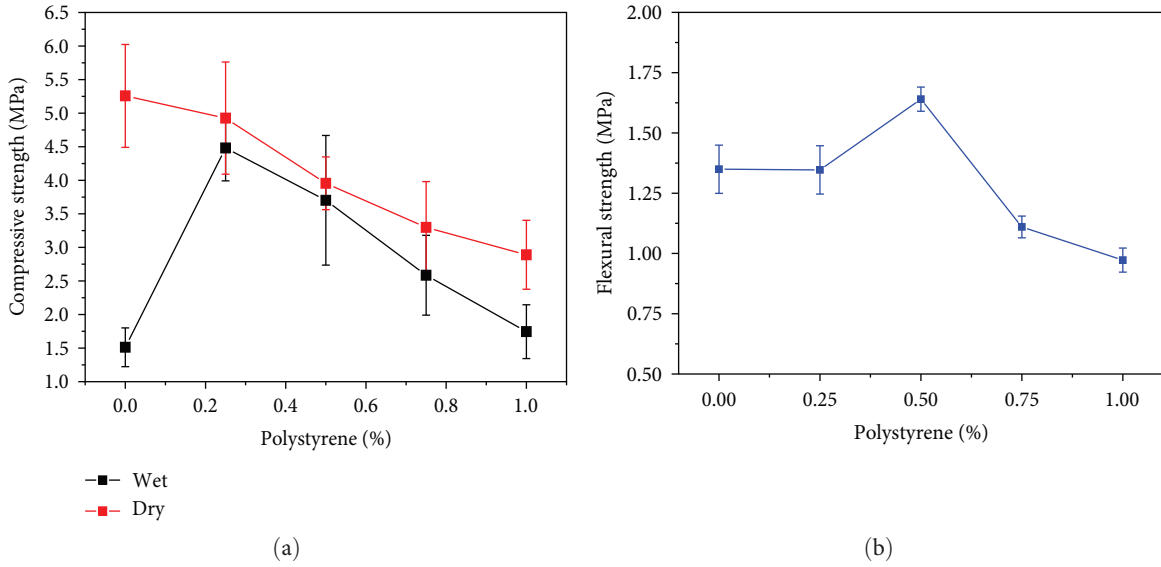 6.5
6.0
5.5
5.0
4.5
4.0
3.5
3.0
2.5
2.0
1.5
1.0
Compressive strength (MPa)
0.0 0.2 0.4 0.6 0.8 1.0
Polystyrene (%)
Wet
Dry
(a)
2.00
1.75
1.50
1.25
1.00
0.75
0.50
Flexural strength (MPa)
0.00 0.25 0.50 0.75 1.00
Polystyrene (%)
(b)